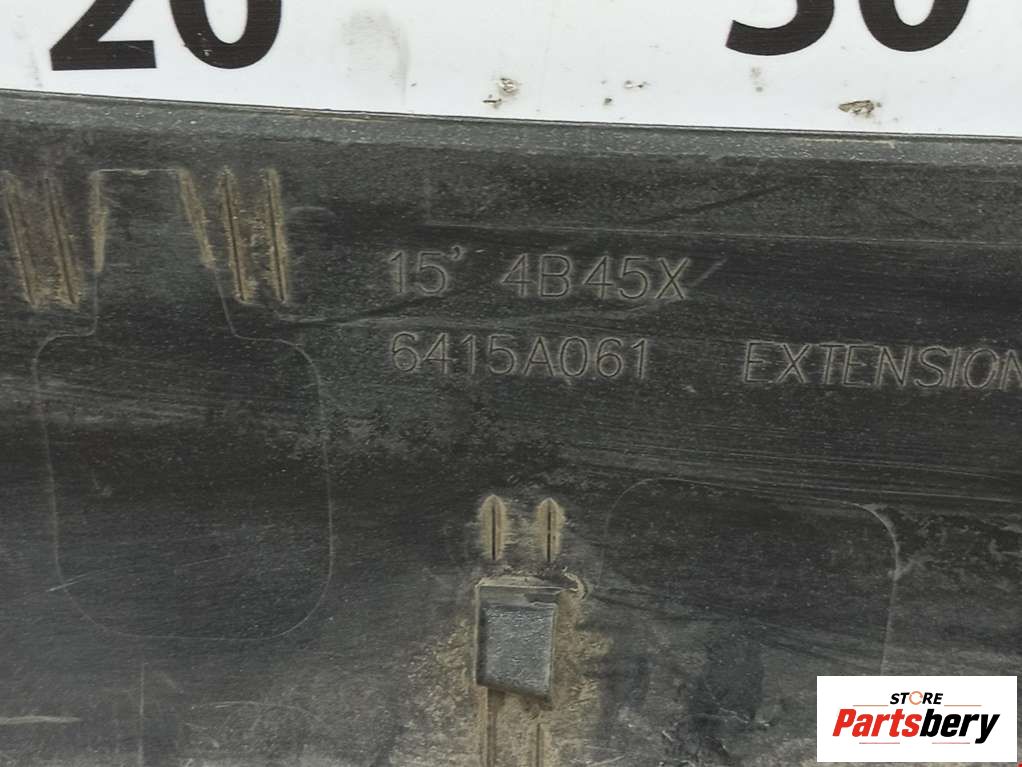 20 30
15' 4B45X
6415A061 EXTENSION
STORE
Partsbery